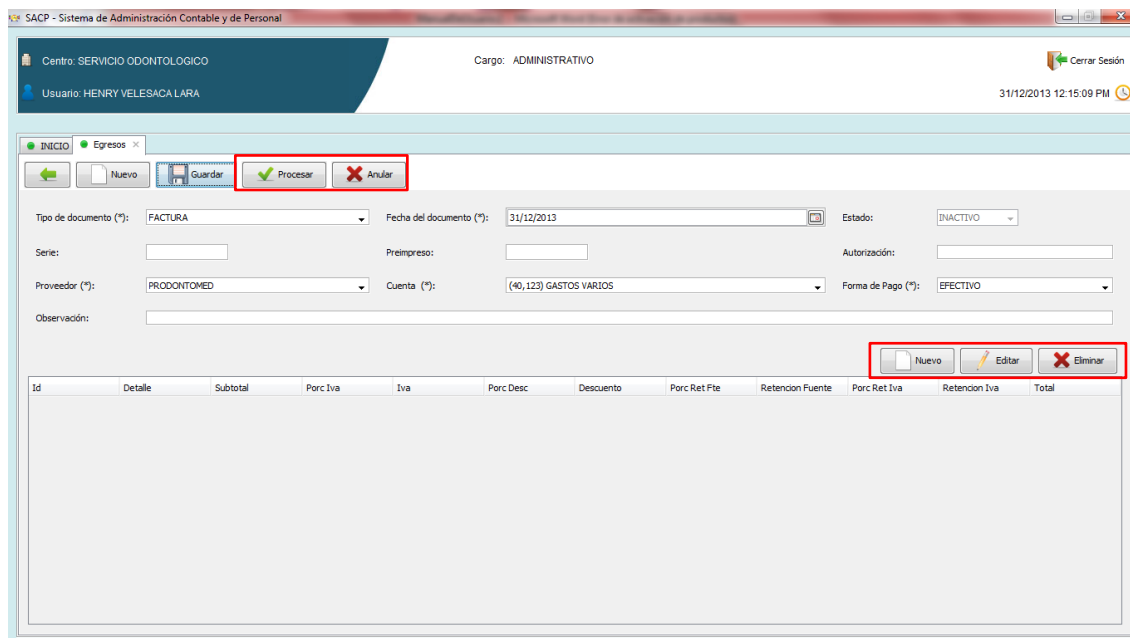 SACP - Sistema de Administración Contable y de Personal
Centro: SERVICIO ODONTOLOGICO Cargo: ADMINISTRATIVO Cerrar Sesión
Usuario: HENRY VELESACA LARA 31/12/2013 12:15:09 PM
INICIO Egresos
Nuevo Guardar Procesar Anular
Tipo de documento (*): FACTURA Fecha del documento (*): 31/12/2013 Estado: INACTIVO
Serie: Preimpreso: Autorización:
Proveedor (*): PRODONTOMED Cuenta (*): (40,123) GASTOS VARIOS Forma de Pago (*): EFECTIVO
Observación:
Nuevo Editar Eliminar
Id Detalle Subtotal Porc Iva Iva Porc Desc Descuento Porc Ret Fte Retencion Fuente Porc Ret Iva Retencion Iva Total